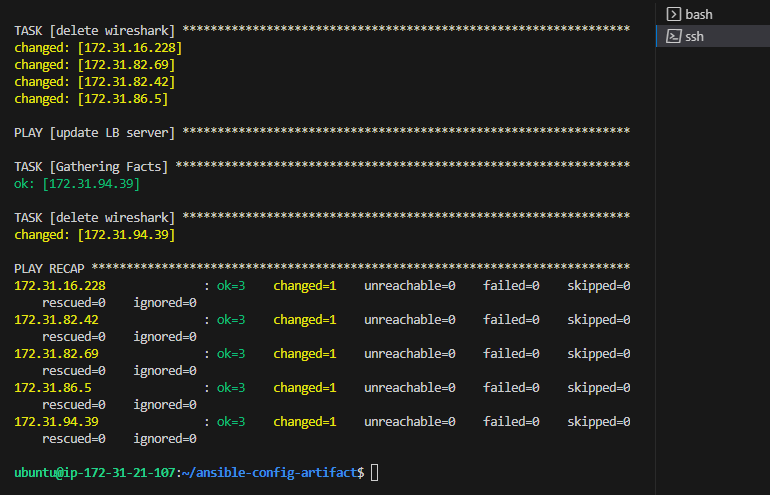 TASK [delete wireshark] ****************************************************************
changed: [172.31.16.228]
changed: [172.31.82.69]
changed: [172.31.82.42]
changed: [172.31.86.5]
PLAY [update LB server] ****************************************************************
TASK [Gathering Facts] *****************************************************************
ok: [172.31.94.39]
TASK [delete wireshark] ****************************************************************
changed: [172.31.94.39]
PLAY RECAP *****************************************************************************
172.31.16.228 : ok=3 changed=1 unreachable=0 failed=0 skipped=0
rescued=0 ignored=0
172.31.82.42 : ok=3 changed=1 unreachable=0 failed=0 skipped=0
rescued=0 ignored=0
172.31.82.69 : ok=3 changed=1 unreachable=0 failed=0 skipped=0
rescued=0 ignored=0
172.31.86.5 : ok=3 changed=1 unreachable=0 failed=0 skipped=0
rescued=0 ignored=0
172.31.94.39 : ok=3 changed=1 unreachable=0 failed=0 skipped=0
rescued=0 ignored=0
ubuntu@ip-172-31-21-107:~/ansible-config-artifact$
bash
ssh